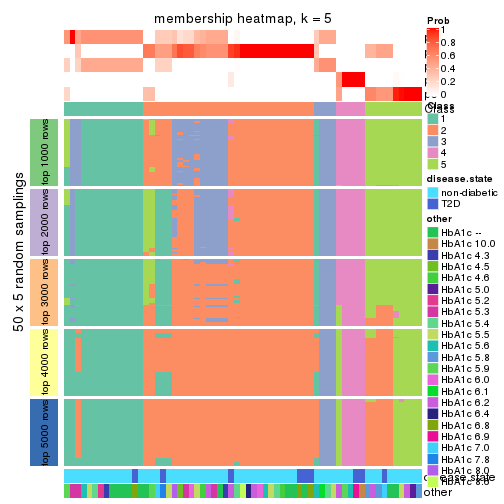 membership heatmap, k = 5
50 x 5 random samplings
top 1000 rows
top 2000 rows
top 3000 rows
top 4000 rows
top 5000 rows
Prob
1
0.8
0.6
0.4
0.2
0
Class
Class
1
2
3
4
5
disease.state
non-diabetic
T2D
other
HbA1c --
HbA1c 10.0
HbA1c 4.3
HbA1c 4.5
HbA1c 4.6
HbA1c 5.0
HbA1c 5.2
HbA1c 5.3
HbA1c 5.4
HbA1c 5.5
HbA1c 5.6
HbA1c 5.8
HbA1c 5.9
HbA1c 6.0
HbA1c 6.1
HbA1c 6.2
HbA1c 6.4
HbA1c 6.8
HbA1c 6.9
HbA1c 7.0
HbA1c 7.8
HbA1c 8.0
HbA1c 8.6
other